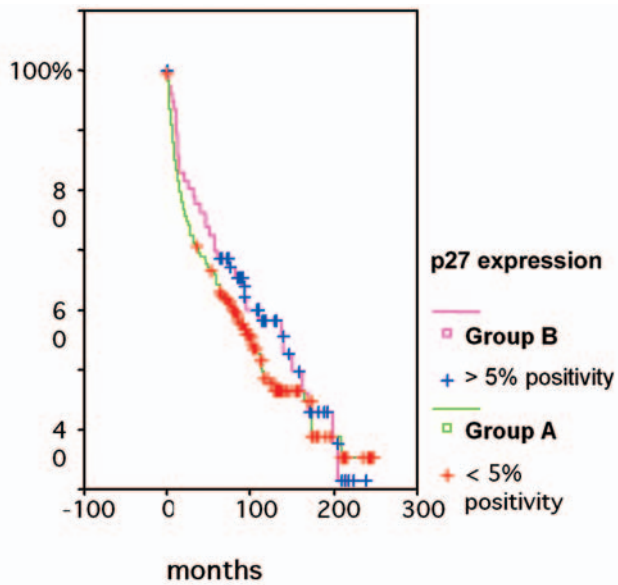 100%
8
0
6
0
4
0
-100 0 100 200 300
months
p27 expression
Group B
> 5% positivity
Group A
< 5%
positivity